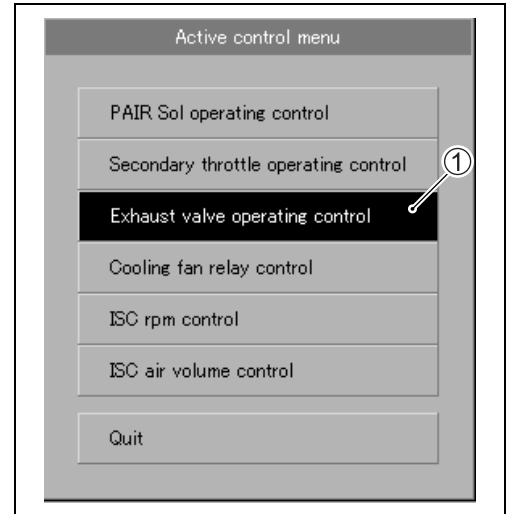 Active control menu
PAIR Sol operating control
Secondary throttle operating control
①
Exhaust valve operating control
Cooling fan relay control
ISC rpm control
ISC air volume control
Quit